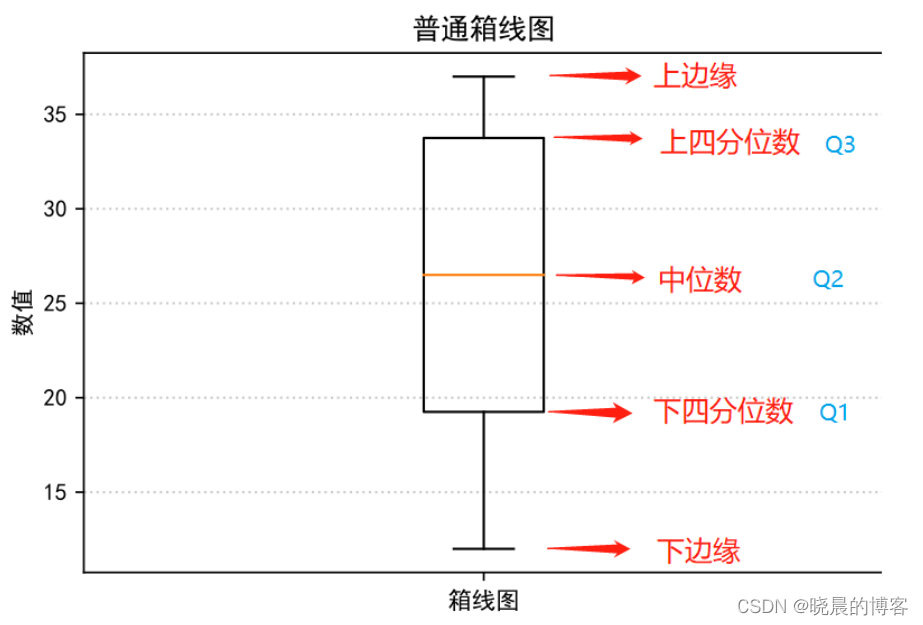 普通箱线图
上边缘
35
上四分位数 Q3
30
中位数 Q2
数值
25
20
下四分位数 Q1
15
下边缘
箱线图
CSDN @晓晨的博客